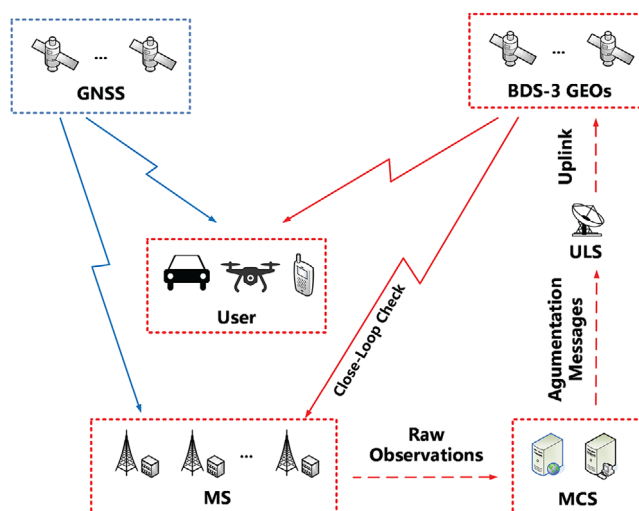 ...
GNSS
...
BDS-3 GEOs
Uplink
ULS
User
Close-Loop Check
Agumentation
Messages
...
MS
Raw
Observations
MCS